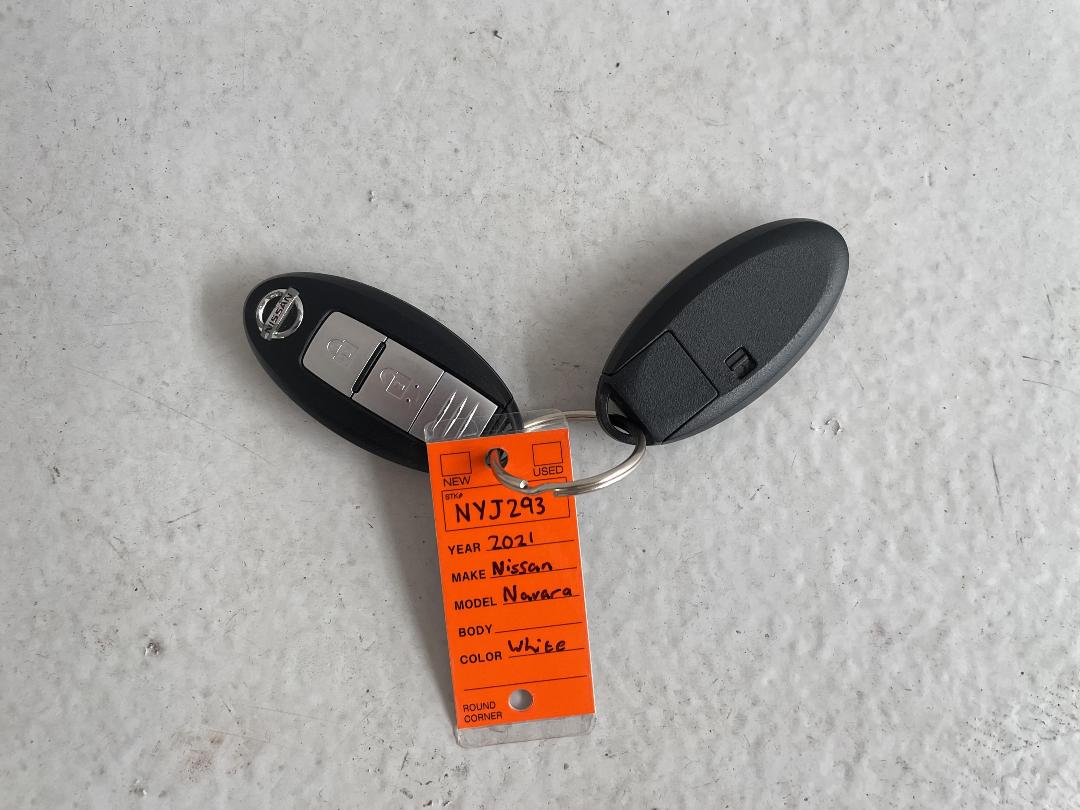 NISSAN
NEW USED
STK#
NYJ293
YEAR 2021
MAKE Nissan
MODEL Navara
BODY
COLOR White
ROUND
CORNER